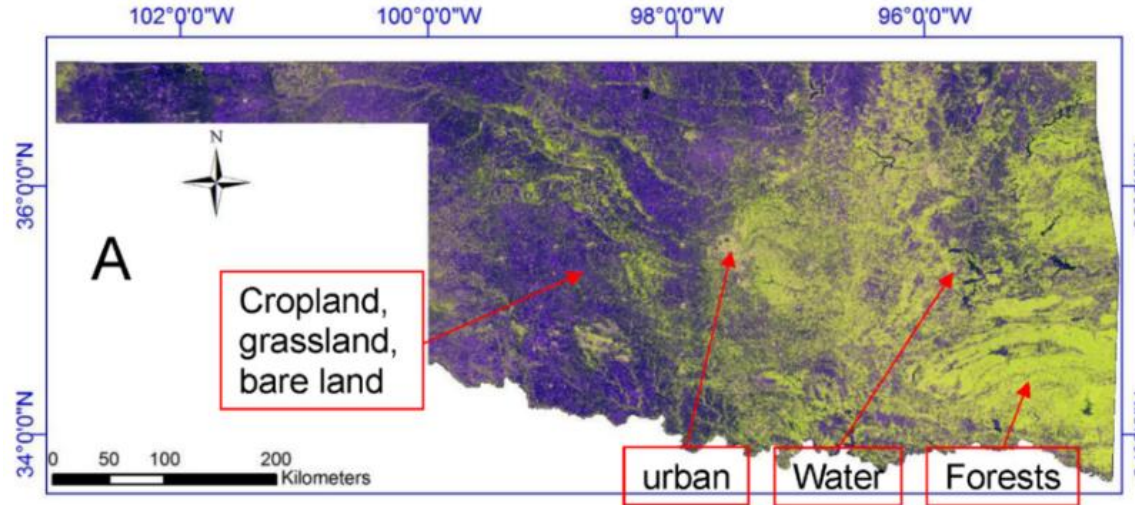 102°0'0"W 100°0'0"W 98°0'0"W 96°0'0"W
36°0'0"N
34°0'0"N
N
A
Cropland,
grassland,
bare land
0 50 100 200
Kilometers
urban
Water
Forests